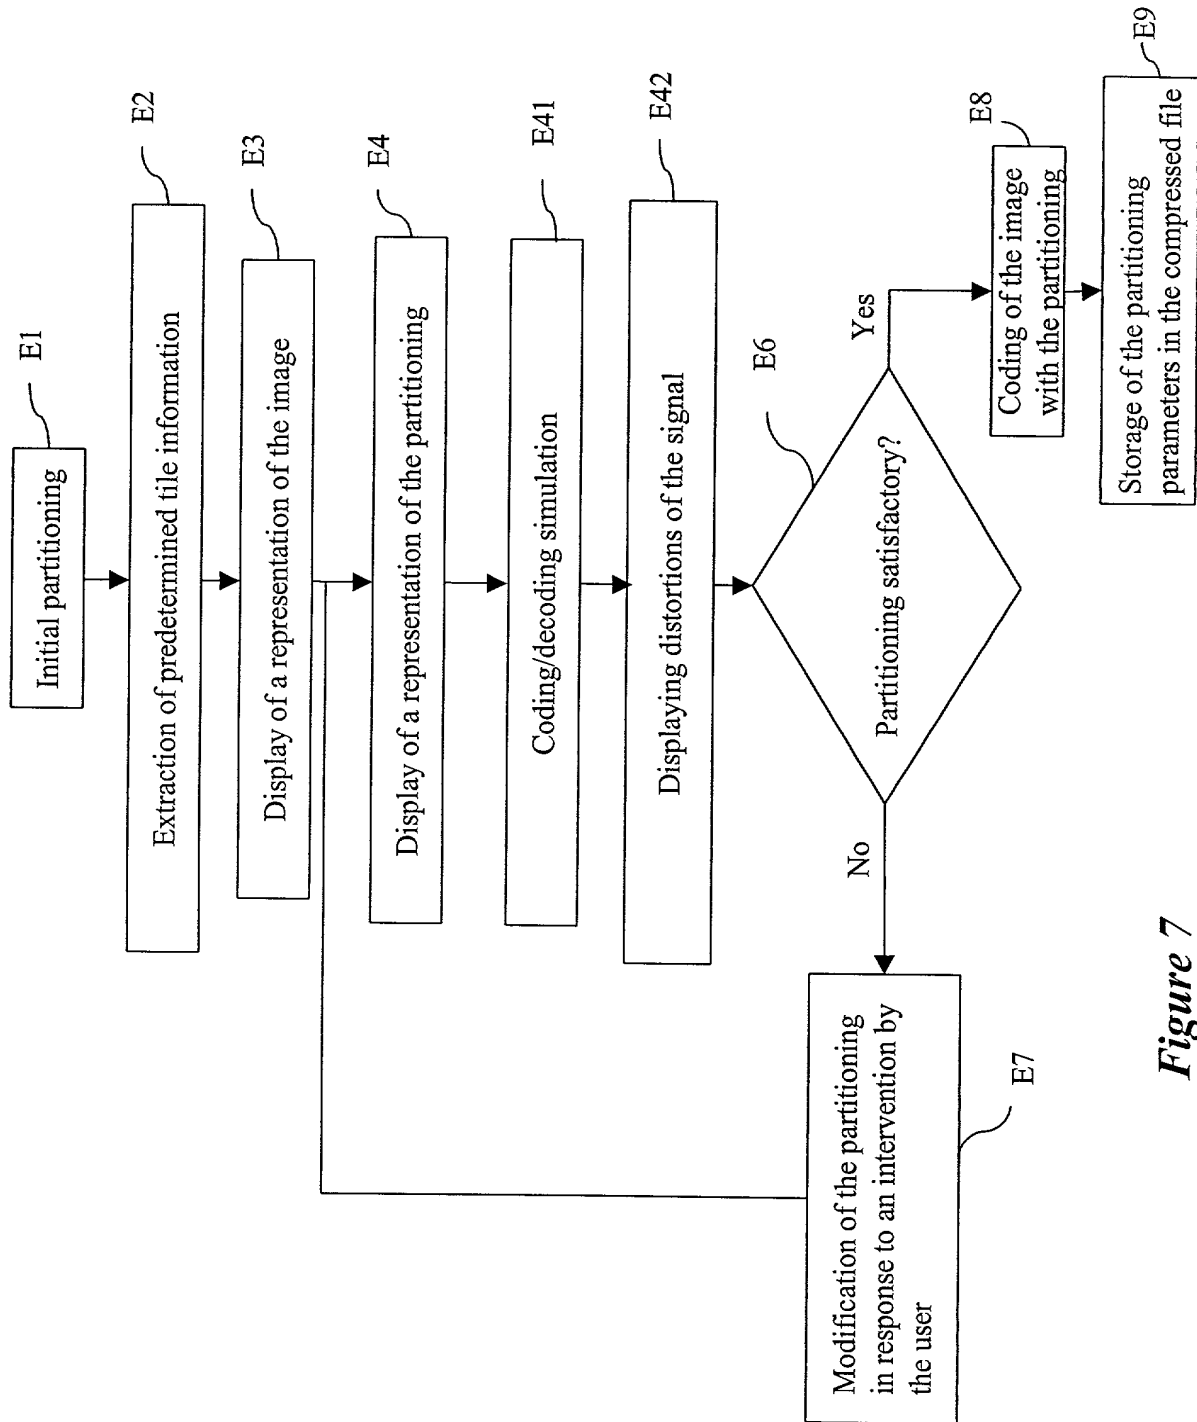 E1
Initial partitioning
E2
Extraction of predetermined tile information
E3
Display of a representation of the image
E4
Display of a representation of the partitioning
E41
Coding/decoding simulation
E42
Displaying distortions of the signal
E6
Partitioning satisfactory?
Yes
No
E8
Coding of the image
with the partitioning
E9
Storage of the partitioning
parameters in the compressed file
Modification of the partitioning
in response to an intervention by
the user
E7
Figure 7